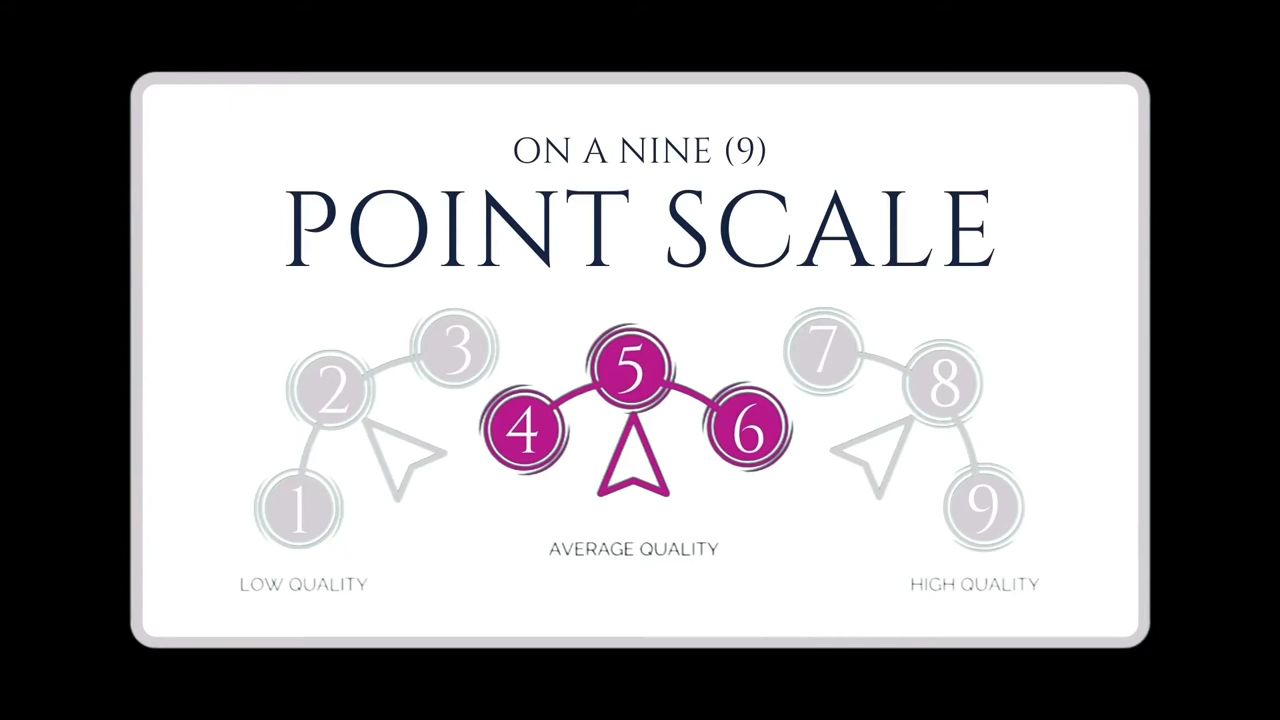 ON A NINE (9)
POINT SCALE
1 2 3
4 5 6
7 8 9
LOW QUALITY
AVERAGE QUALITY
HIGH QUALITY